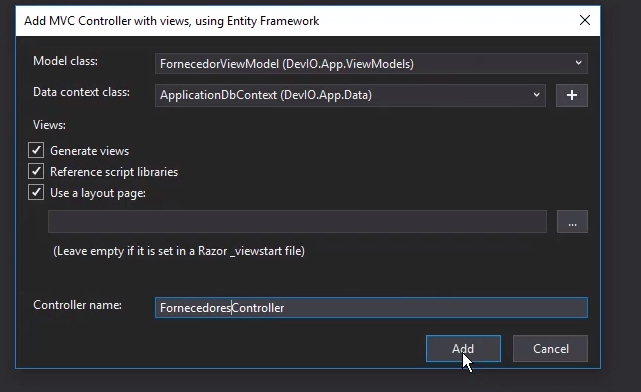 Add MVC Controller with views, using Entity Framework
Model class:
FornecedorViewModel (DevIO.App.ViewModels)
Data context class:
ApplicationDbContext (DevIO.App.Data)
+
Views:
Generate views
Reference script libraries
Use a layout page:
...
(Leave empty if it is set in a Razor _viewstart file)
Controller name:
FornecedoresController
Add
Cancel